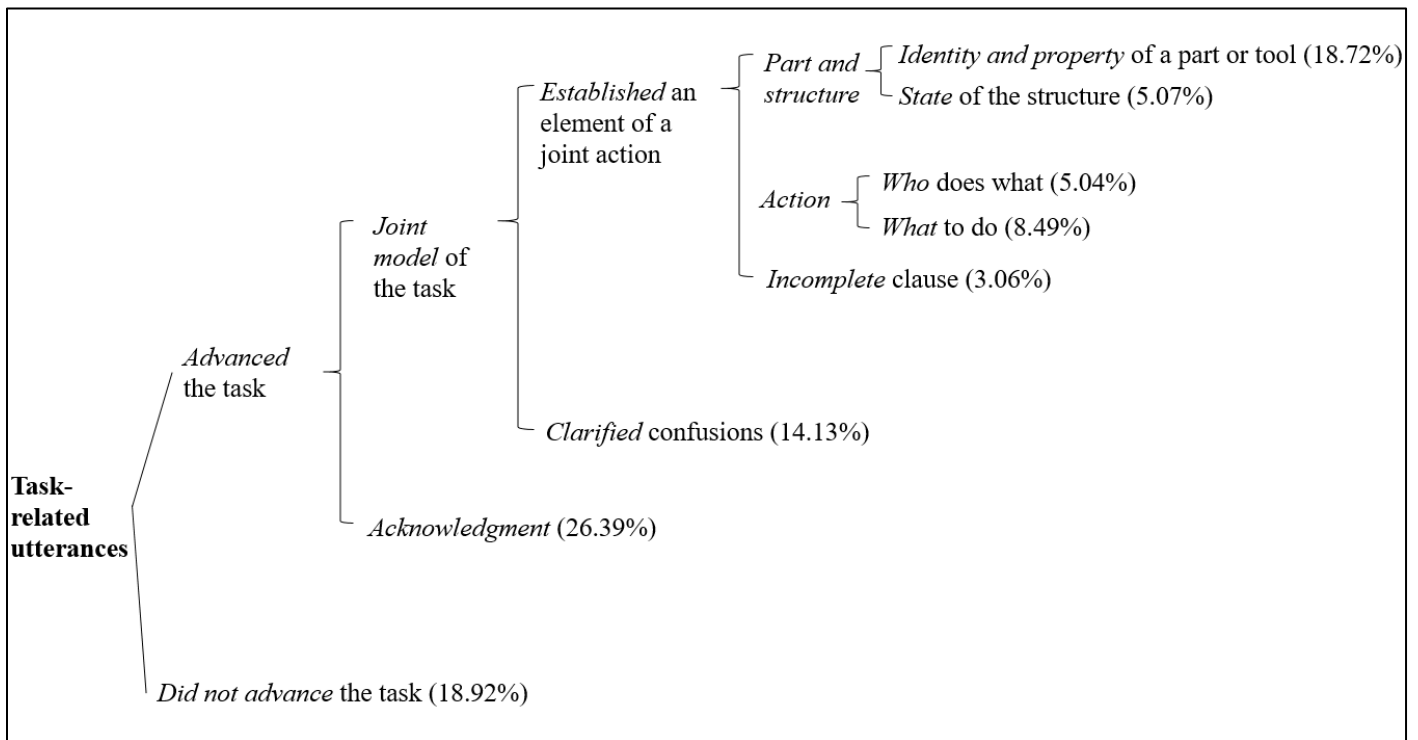 Part and
structure
Identity and property of a part or tool (18.72%)
State of the structure (5.07%)
Established an
element of a
joint action
Who does what (5.04%)
Action
What to do (8.49%)
Incomplete clause (3.06%)
Joint
model of
the task
Clarified confusions (14.13%)
Advanced
the task
Acknowledgment (26.39%)
Task-
related
utterances
Did not advance the task (18.92%)